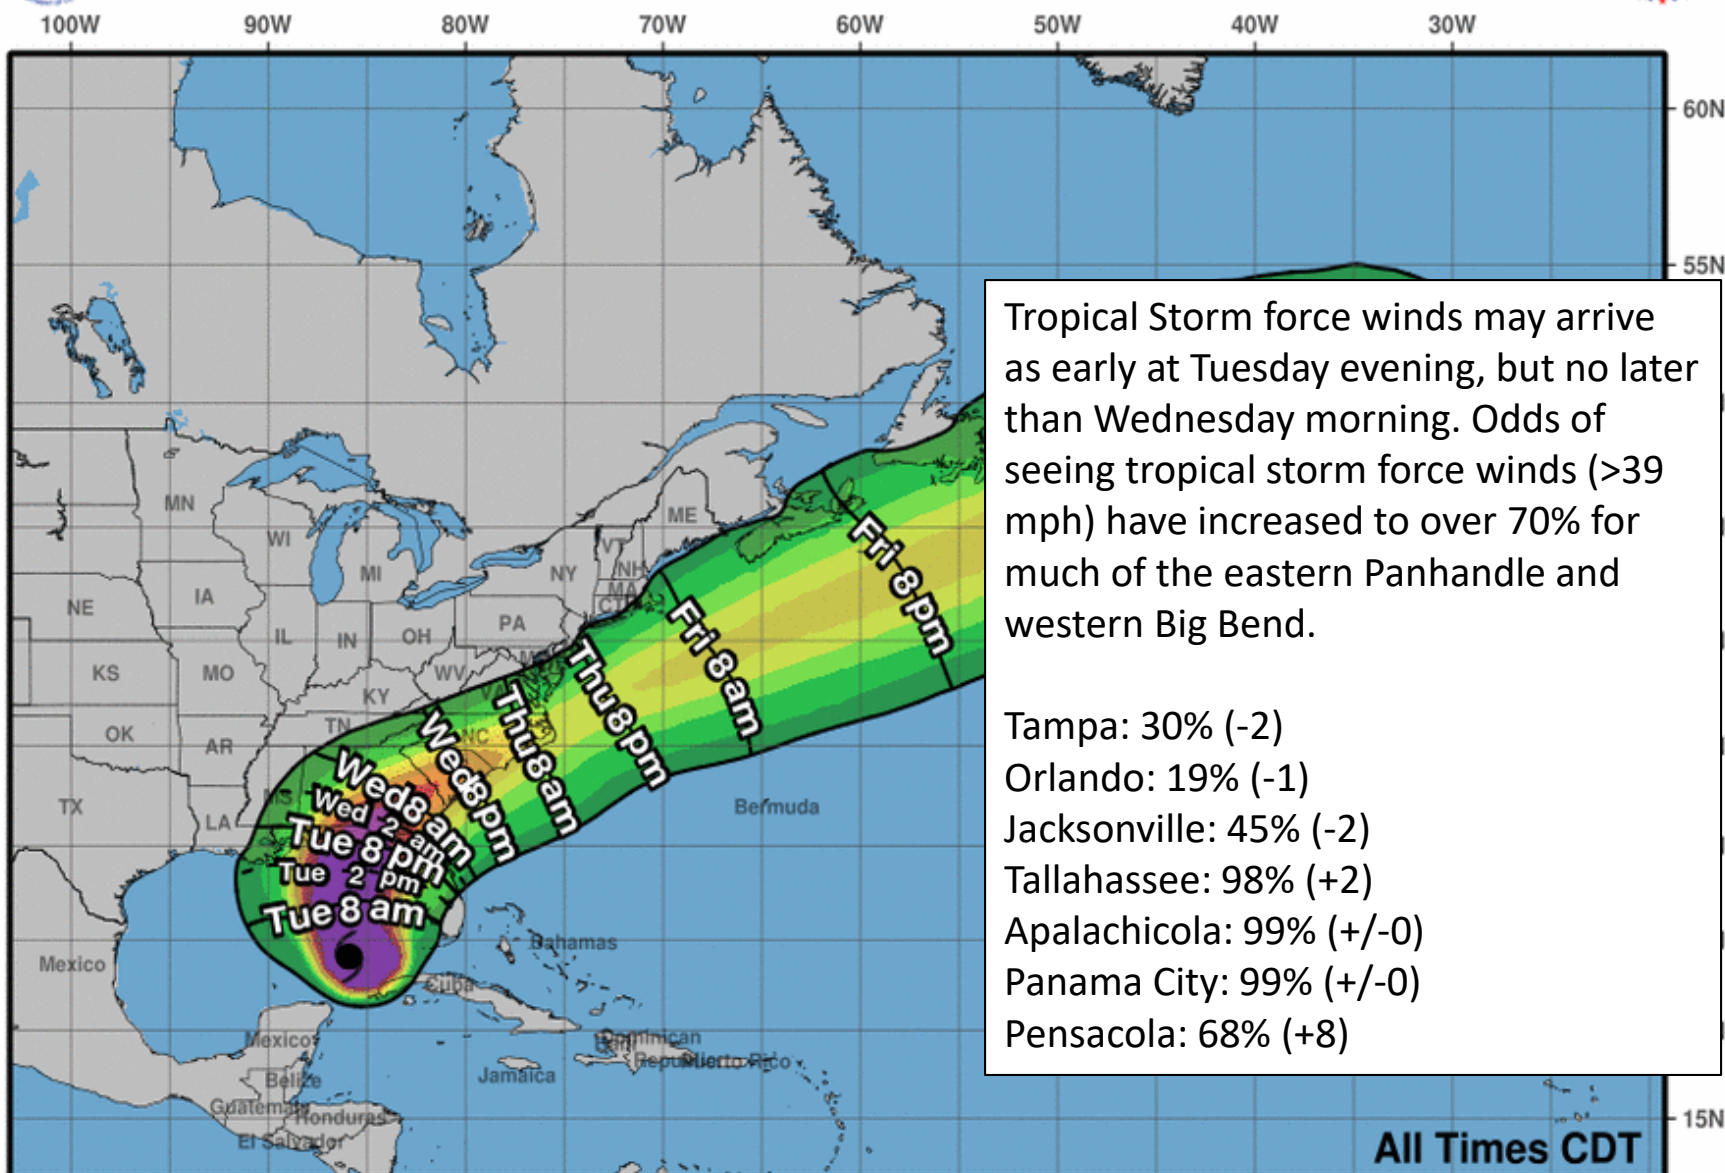 100W 90W 80W 70W 60W 50W 40W 30W
60N
55N
Tropical Storm force winds may arrive
as early at Tuesday evening, but no later
than Wednesday morning. Odds of
seeing tropical storm force winds (>39
mph) have increased to over 70% for
much of the eastern Panhandle and
western Big Bend.
Tampa: 30% (-2)
Orlando: 19% (-1)
Jacksonville: 45% (-2)
Tallahassee: 98% (+2)
Apalachicola: 99% (+/-0)
Panama City: 99% (+/-0)
Pensacola: 68% (+8)
MN
ME
WI
VT
Fri 8 pm
MI
NY
NH
MA
NE
IA
CT
PA
Fri 8 am
IL
IN
OH
KS
MO
WV
Thu 8 pm
KY
VA
Thu 8 am
OK
TN
AR
NC
Wed 8 pm
TX
MS
Wed 8 am
Bermuda
LA
Wed 2 am
Tue 8 pm
Tue 2 pm
Tue 8 am
Bahamas
Mexico
Cuba
Mexico
Dominican
Republic
Puerto Rico
Jamaica
Belize
Guatemala
Honduras
El Salvador
15N
All Times CDT